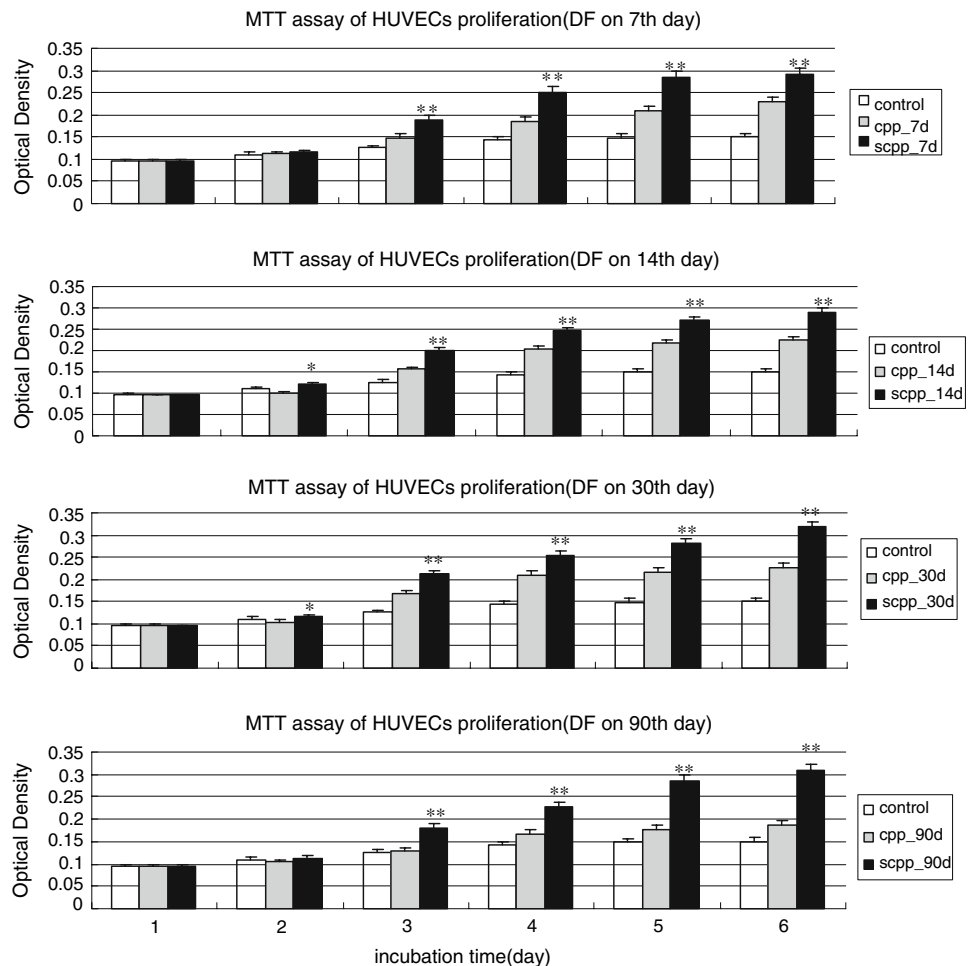 MTT assay of HUVECs proliferation(DF on 7th day)
Optical Density
0.35
0.3
0.25
0.2
0.15
0.1
0.05
0
**
**
**
**
control
cpp_7d
scpp_7d
MTT assay of HUVECs proliferation(DF on 14th day)
Optical Density
0.35
0.3
0.25
0.2
0.15
0.1
0.05
0
*
**
**
**
**
control
cpp_14d
scpp_14d
MTT assay of HUVECs proliferation(DF on 30th day)
Optical Density
0.35
0.3
0.25
0.2
0.15
0.1
0.05
0
*
**
**
**
**
control
cpp_30d
scpp_30d
MTT assay of HUVECs proliferation(DF on 90th day)
Optical Density
0.35
0.3
0.25
0.2
0.15
0.1
0.05
0
**
**
**
**
control
cpp_90d
scpp_90d
1 2 3 4 5 6
incubation time(day)